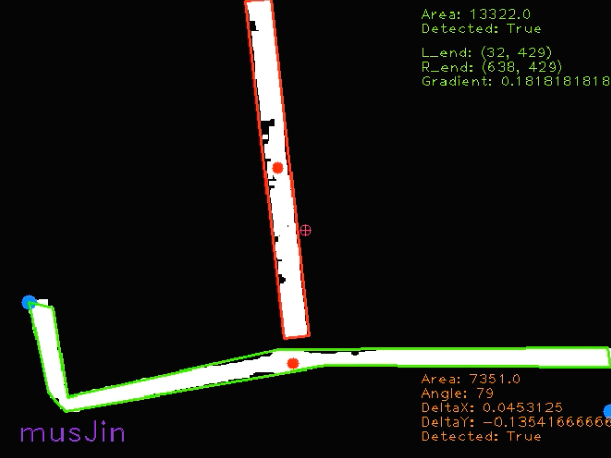 Area: 13322.0
Detected: True
L_end: (32, 429)
R_end: (638, 429)
Gradient: 0.1818181818
Area: 7351.0
Angle: 79
DeltaX: 0.0453125
DeltaY: -0.13541666666
Detected: True
musJin